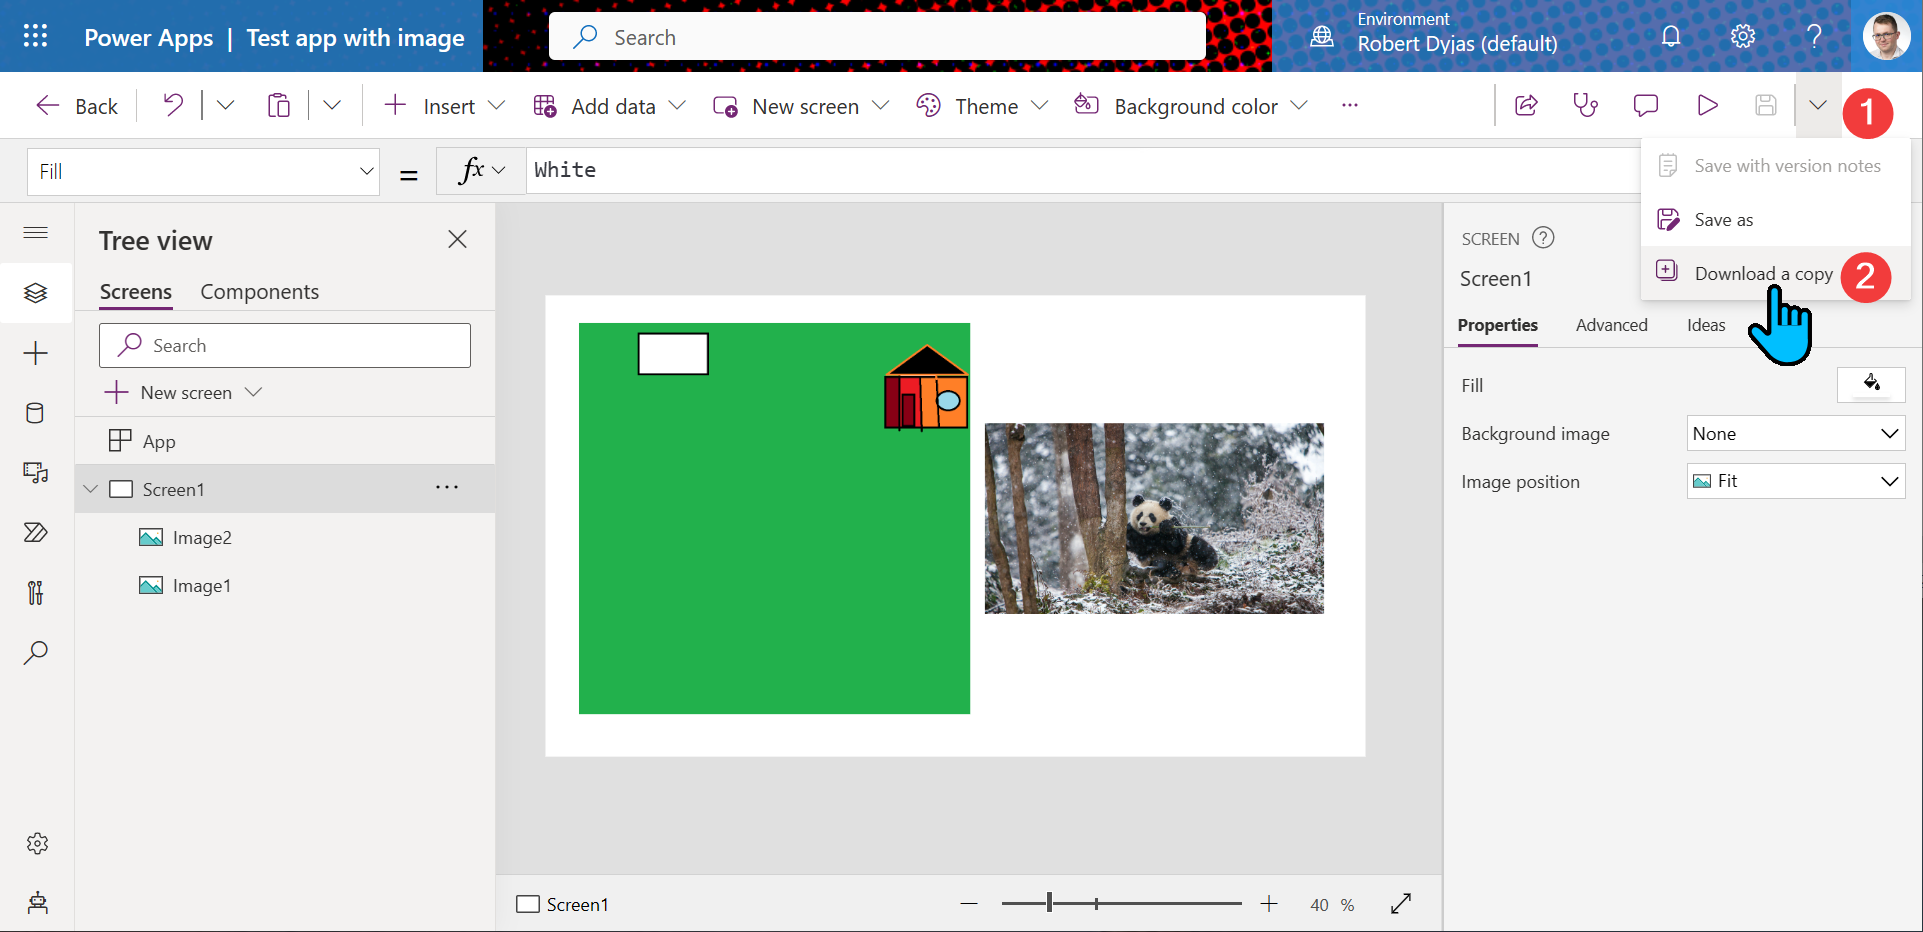 Power Apps | Test app with image
Search
Environment
Robert Dyjas (default)
?
Back
Insert
Add data
New screen
Theme
Background color
...
1
Fill
=
fx
White
Save with version notes
Save as
Download a copy
2
Tree view
Screens
Components
Search
New screen
App
Screen1
...
Image2
Image1
SCREEN ?
Screen1
Properties
Advanced
Ideas
Fill
Background image
None
Image position
Fit
Screen1
40 %